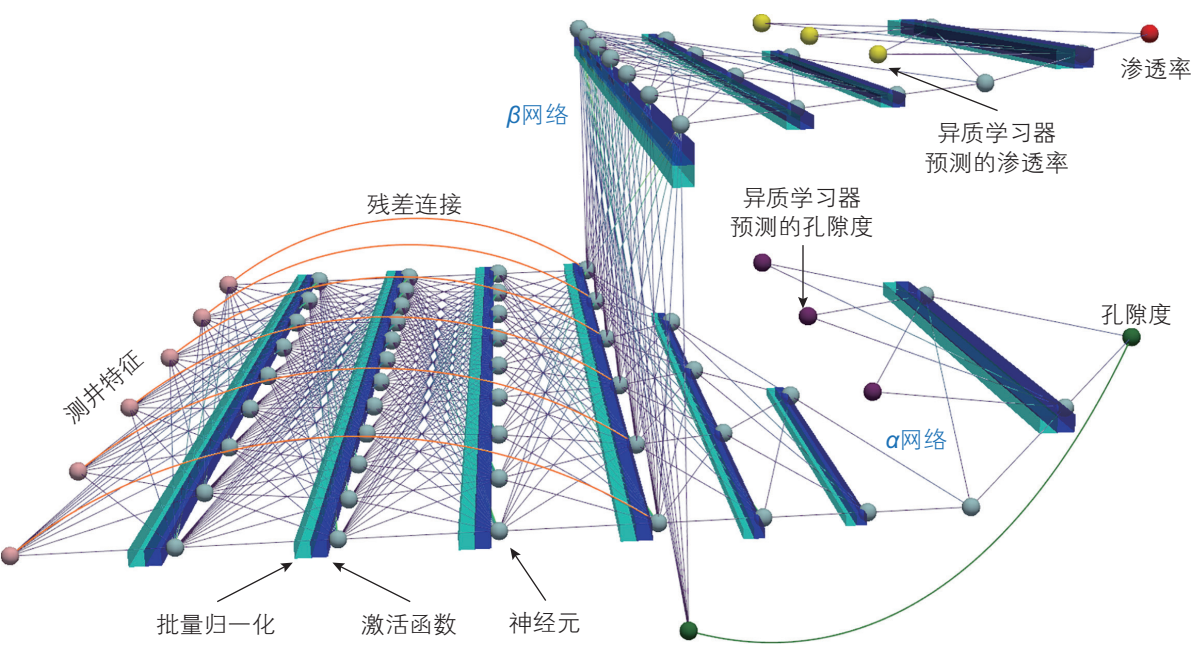 渗透率
β网络
异质学习器
预测的渗透率
残差连接
异质学习器
预测的孔隙度
孔隙度
测井特征
α网络
批量归一化
激活函数
神经元